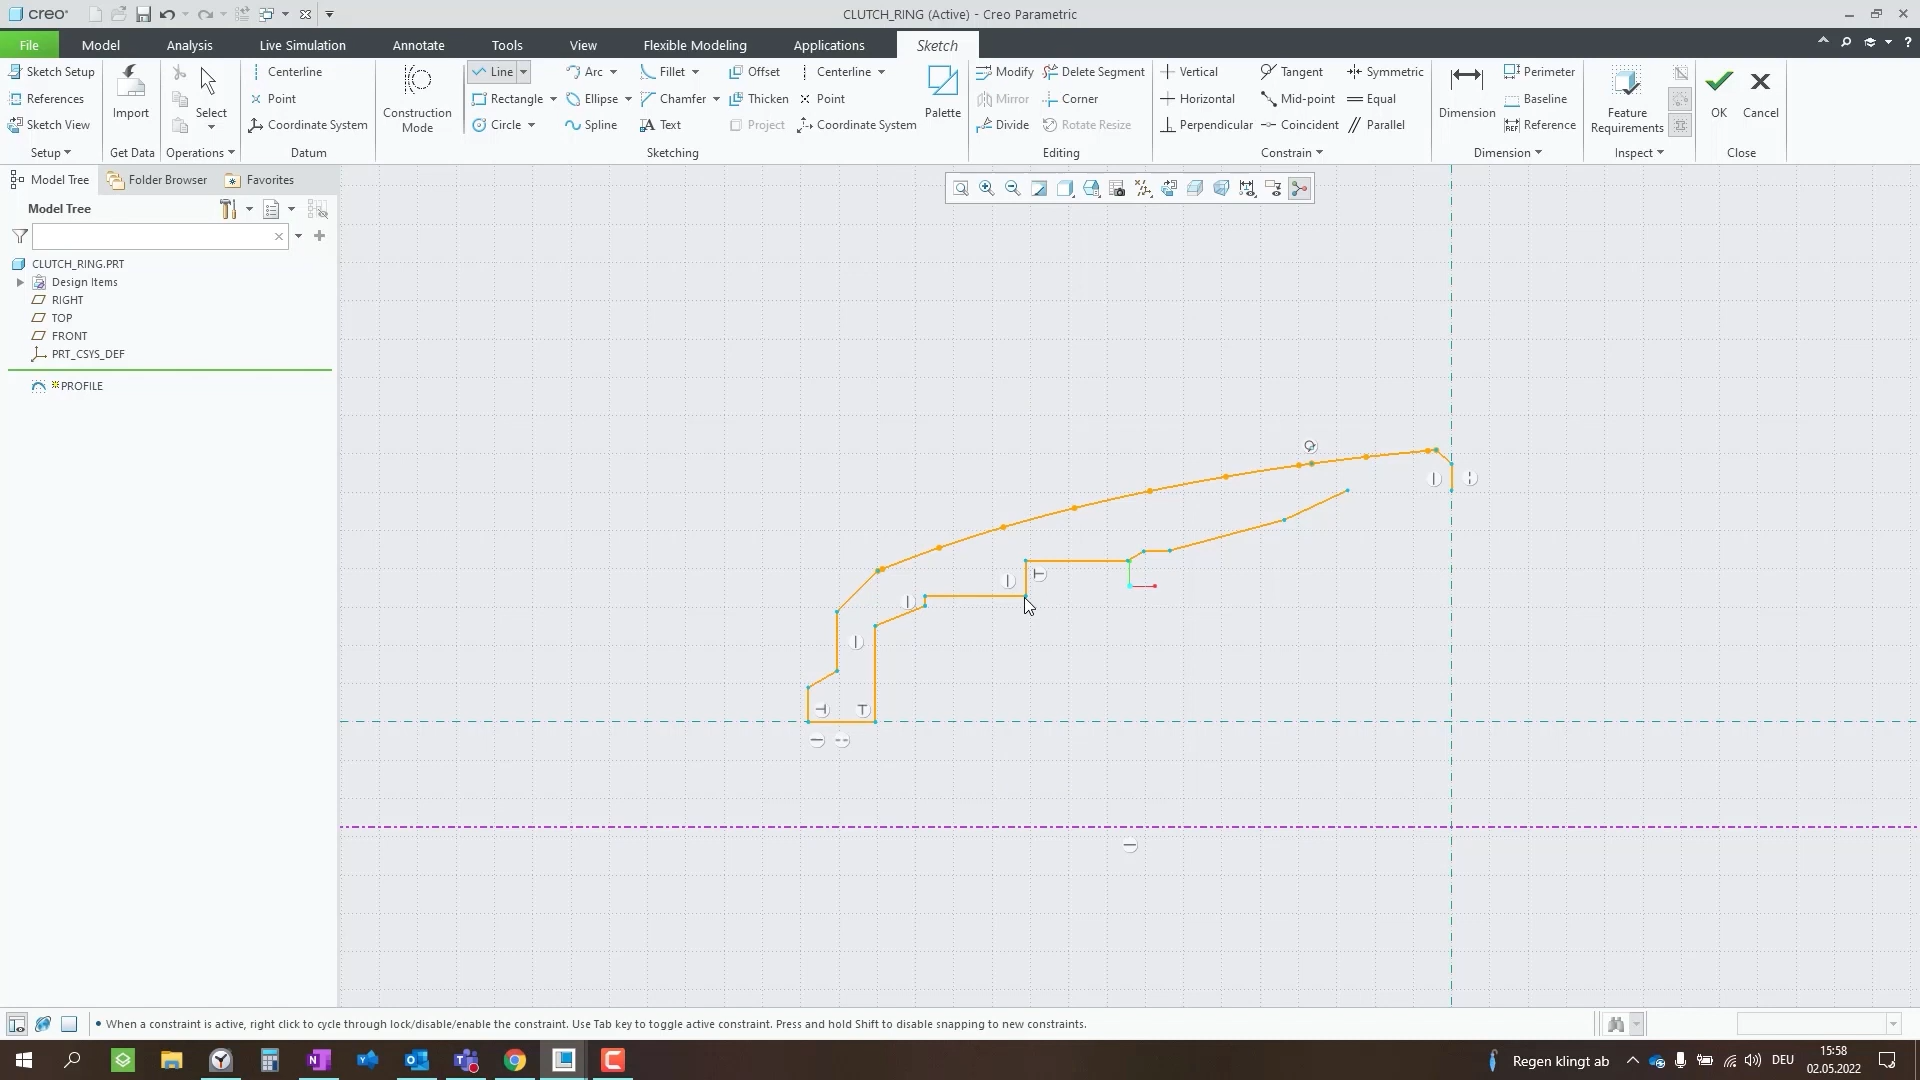 creo
CLUTCH_RING (Active) - Creo Parametric
File Model Analysis Live Simulation Annotate Tools View Flexible Modeling Applications Sketch
Sketch Setup
References
Sketch View
Setup
Import
Get Data
Select
Operations
Centerline
Point
Coordinate System
Datum
Construction
Mode
Line Arc Fillet Offset Centerline
Rectangle Ellipse Chamfer Thicken Point
Circle Spline Text Project Coordinate System
Palette
Sketching
Modify Delete Segment
Mirror Corner
Divide Rotate Resize
Editing
Vertical Tangent Symmetric
Horizontal Mid-point Equal
Perpendicular Coincident Parallel
Constrain
Dimension
Perimeter
Baseline
REF Reference
Dimension
Feature
Requirements
Inspect
OK
Cancel
Close
Model Tree Folder Browser Favorites
Model Tree
CLUTCH_RING.PRT
Design Items
RIGHT
TOP
FRONT
PRT_CSYS_DEF
PROFILE
• When a constraint is active, right click to cycle through lock/disable/enable the constraint. Use Tab key to toggle active constraint. Press and hold Shift to disable snapping to new constraints.
Regen klingt ab
DEU
15:58
02.05.2022